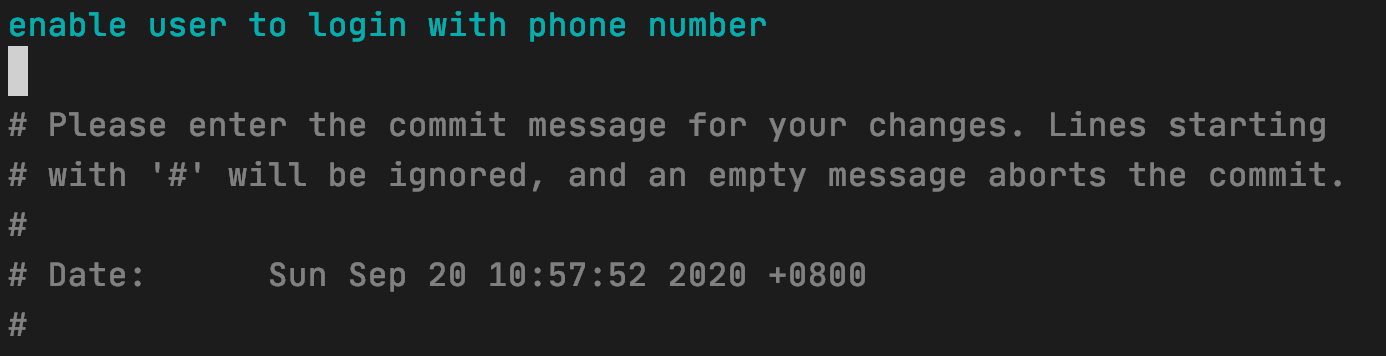 enable user to login with phone number
# Please enter the commit message for your changes. Lines starting
# with '#' will be ignored, and an empty message aborts the commit.
#
# Date:      Sun Sep 20 10:57:52 2020 +0800
#